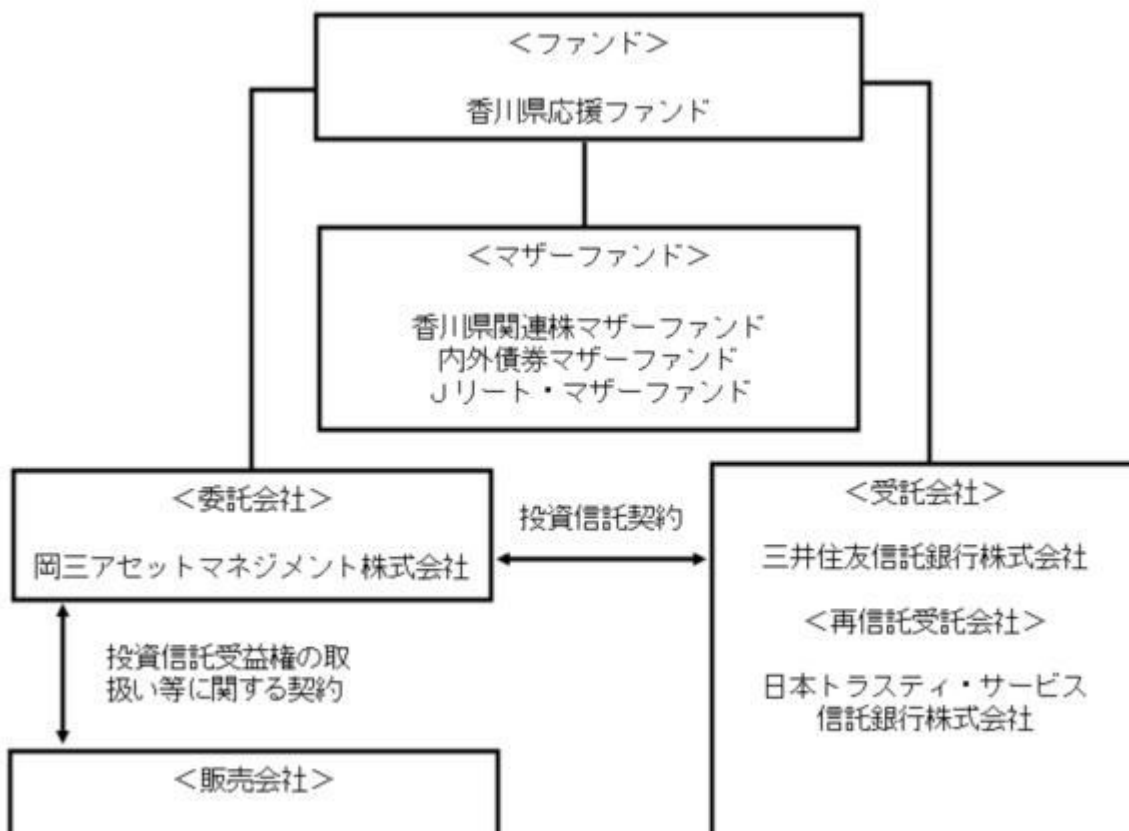 ＜ファンド＞
香川県応援ファンド
＜マザーファンド＞
香川県関連株マザーファンド
内外債券マザーファンド
Ｊリート・マザーファンド
＜委託会社＞
岡三アセットマネジメント株式会社
投資信託契約
＜受託会社＞
三井住友信託銀行株式会社
＜再信託受託会社＞
日本トラスティ・サービス
信託銀行株式会社
投資信託受益権の取
扱い等に関する契約
＜販売会社＞